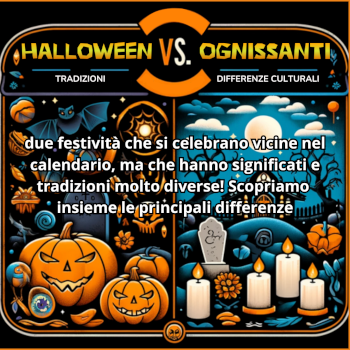 HALLOWEEN VS. OGNISSANTI
TRADIZIONI
DIFFERENZE CULTURALI
due festività che si celebrano vicine nel
calendario, ma che hanno significati e
tradizioni molto diverse! Scopriamo
insieme le principali differenze